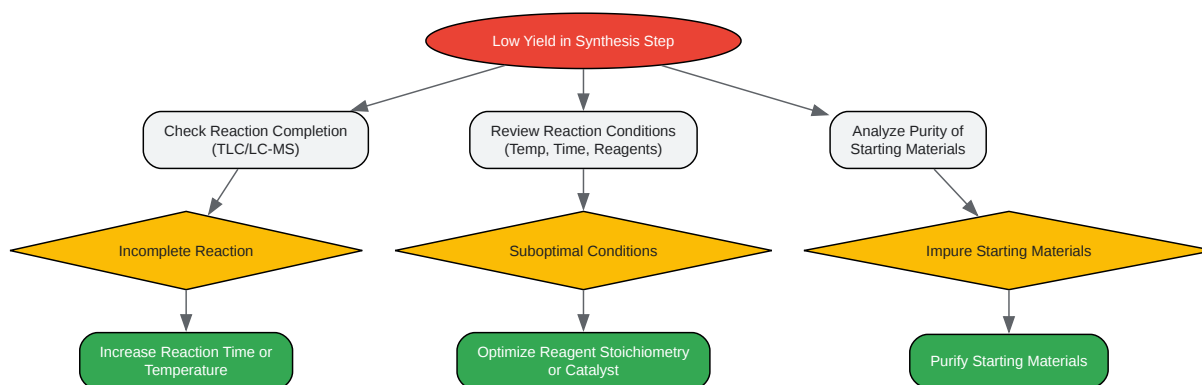 Low Yield in Synthesis Step
Check Reaction Completion
(TLC/LC-MS)
Review Reaction Conditions
(Temp, Time, Reagents)
Analyze Purity of
Starting Materials
Incomplete Reaction
Suboptimal Conditions
Impure Starting Materials
Increase Reaction Time or
Temperature
Optimize Reagent Stoichiometry
or Catalyst
Purify Starting Materials